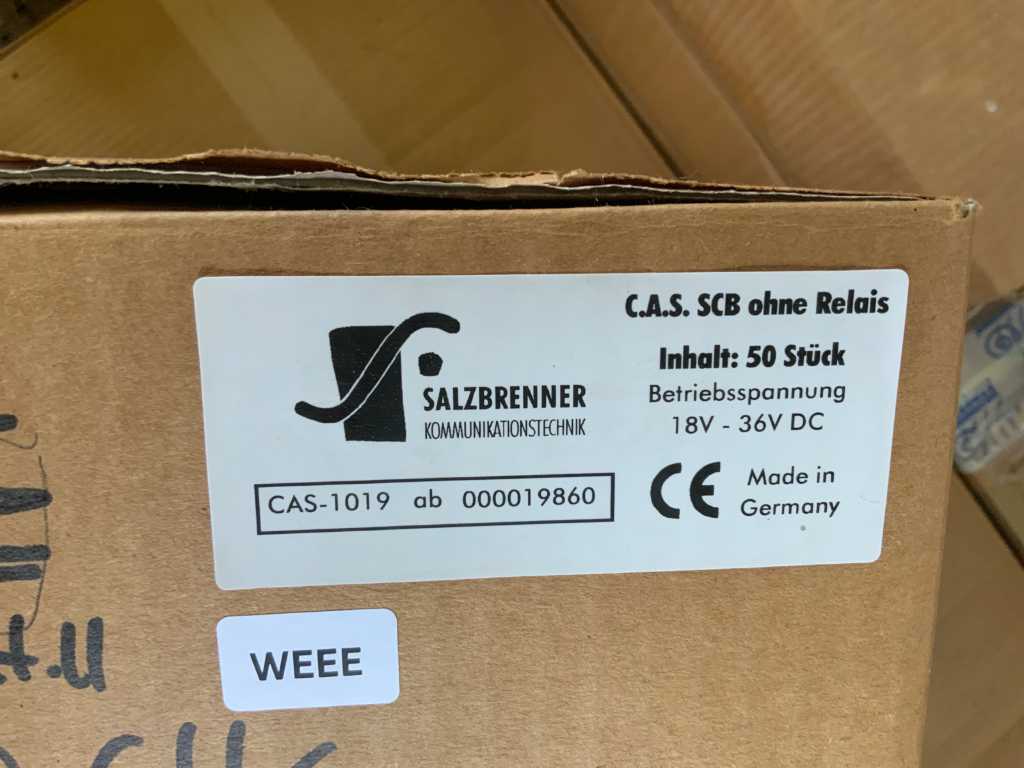 C.A.S. SCB ohne Relais
Inhalt: 50 Stück
Betriebsspannung
18V - 36V DC
SALZBRENNER
KOMMUNIKATIONSTECHNIK
CAS-1019 ab 000019860
CE
Made in
Germany
WEEE